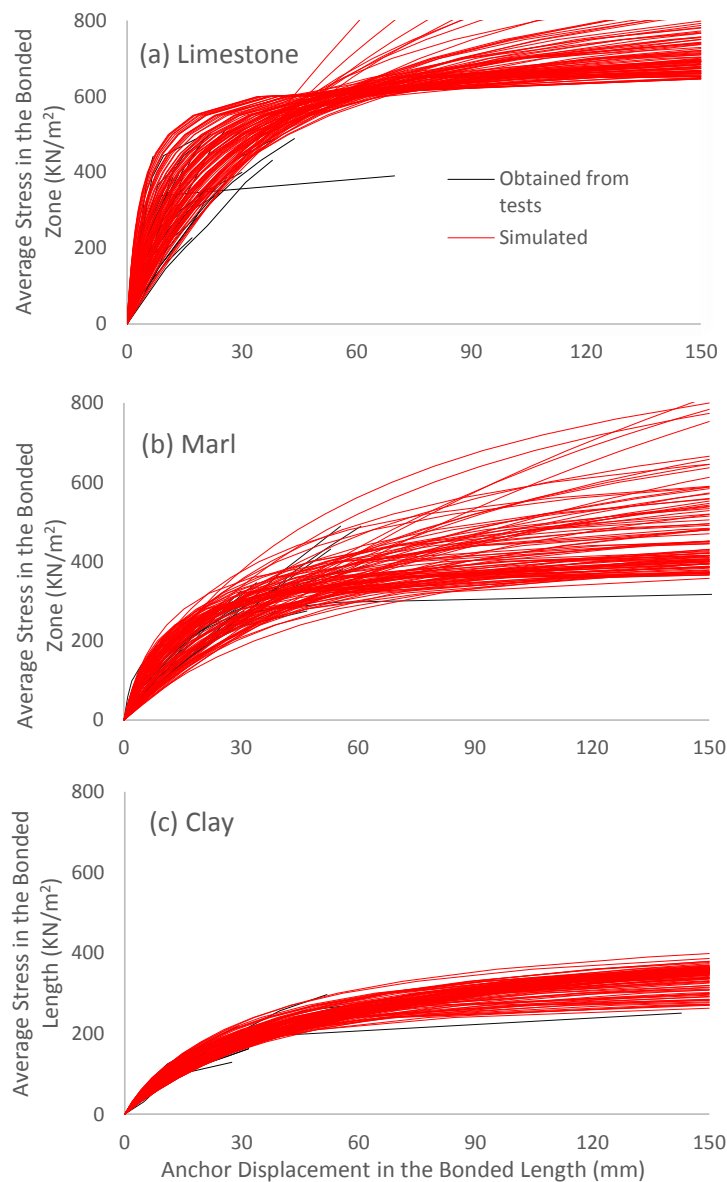 (a) Limestone
Average Stress in the Bonded
Zone (KN/m²)
800
600
400
200
0
Obtained from
tests
Simulated
0 30 60 90 120 150
(b) Marl
Average Stress in the Bonded
Zone (KN/m²)
800
600
400
200
0
0 30 60 90 120 150
(c) Clay
Average Stress in the Bonded
Length (KN/m²)
800
600
400
200
0
0 30 60 90 120 150
Anchor Displacement in the Bonded Length (mm)